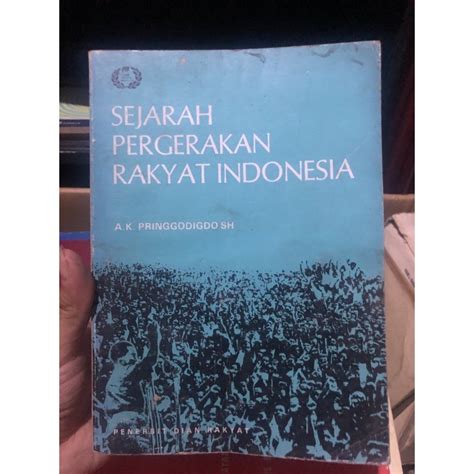 SEJARAH
PERGERAKAN
RAKYAT INDONESIA
A.K. PRINGGODIGDO SH
PENERBIT DIAN RAKYAT